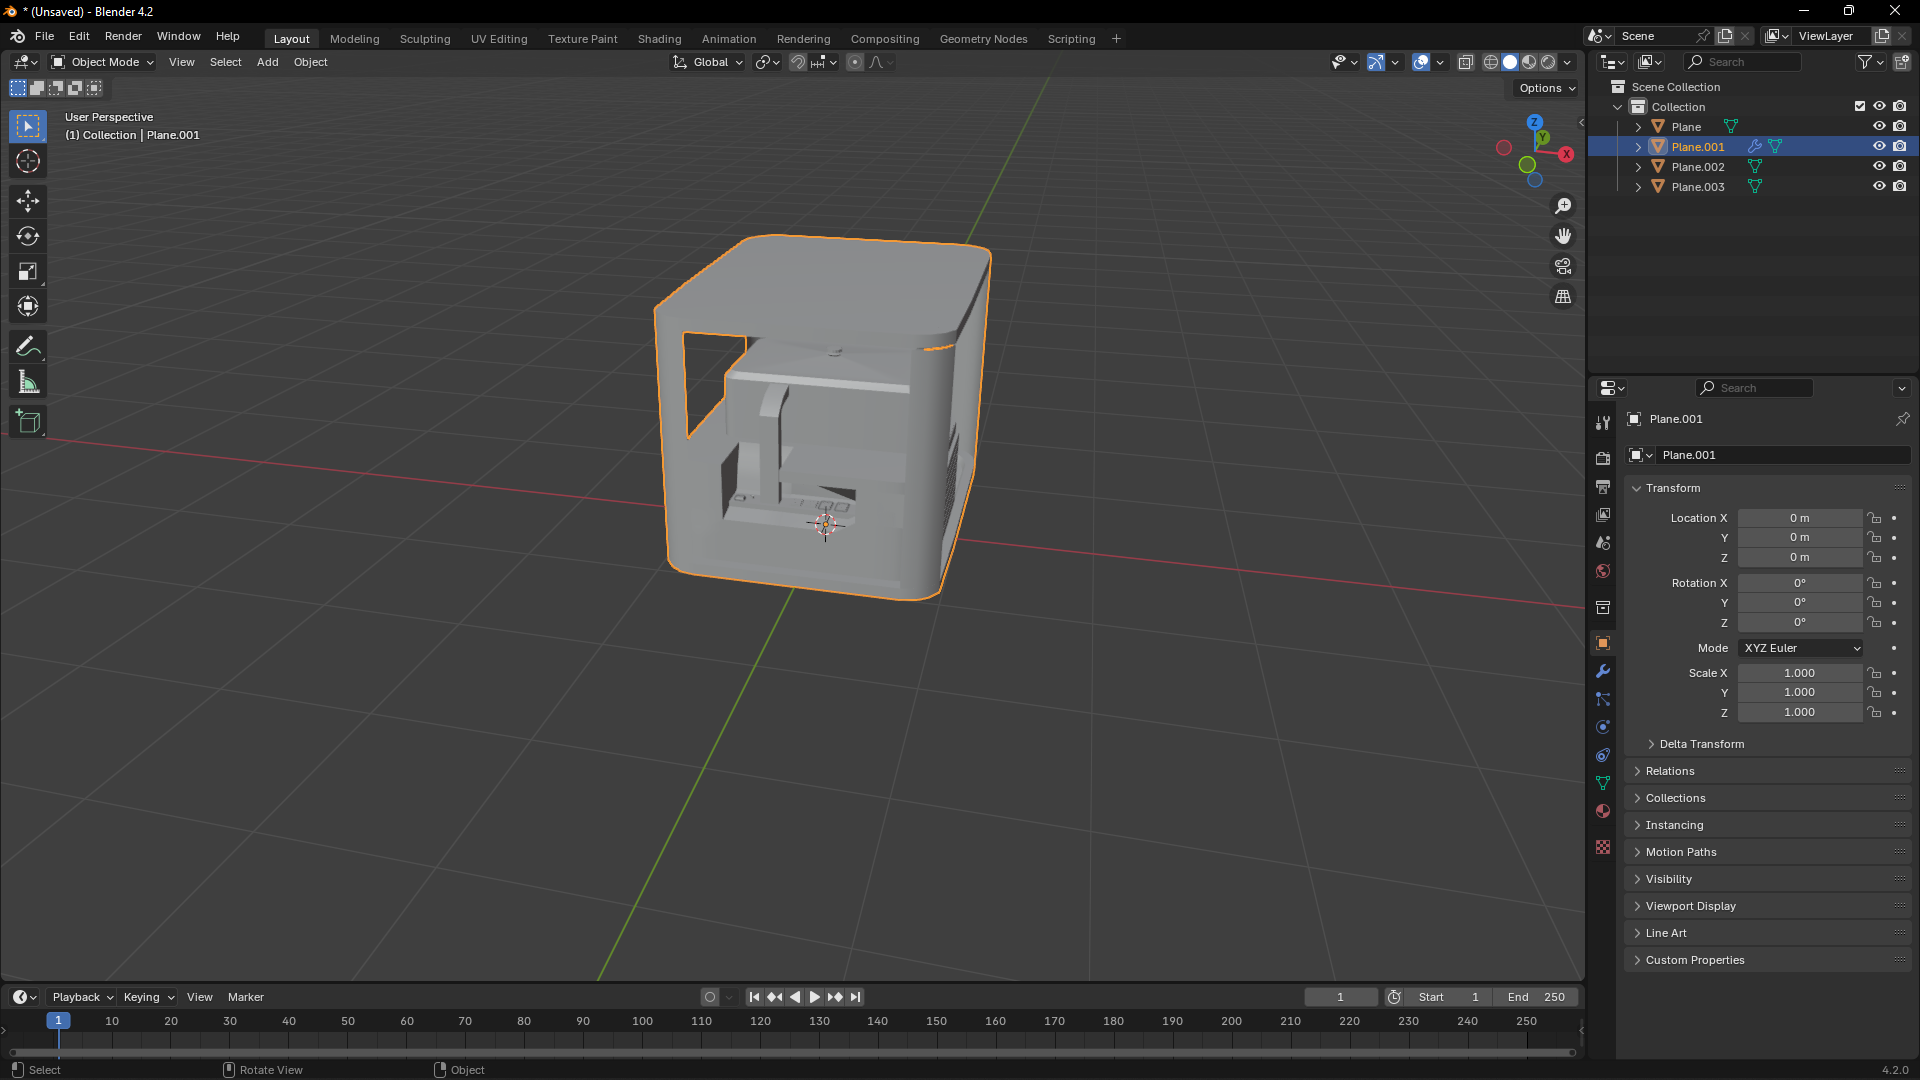 * (Unsaved) - Blender 4.2
File Edit Render Window Help
Layout Modeling Sculpting UV Editing Texture Paint Shading Animation Rendering Compositing Geometry Nodes Scripting
Scene
ViewLayer
Object Mode View Select Add Object
Global
Search
Options
User Perspective
(1) Collection | Plane.001
Z
Y
X
Scene Collection
Collection
Plane
Plane.001
Plane.002
Plane.003
Search
Plane.001
Plane.001
Transform
Location X 0 m
Y 0 m
Z 0 m
Rotation X 0°
Y 0°
Z 0°
Mode XYZ Euler
Scale X 1.000
Y 1.000
Z 1.000
Delta Transform
Relations
Collections
Instancing
Motion Paths
Visibility
Viewport Display
Line Art
Custom Properties
Playback Keying View Marker
1 Start 1 End 250
1 10 20 30 40 50 60 70 80 90 100 110 120 130 140 150 160 170 180 190 200 210 220 230 240 250
Select Rotate View Object
4.2.0